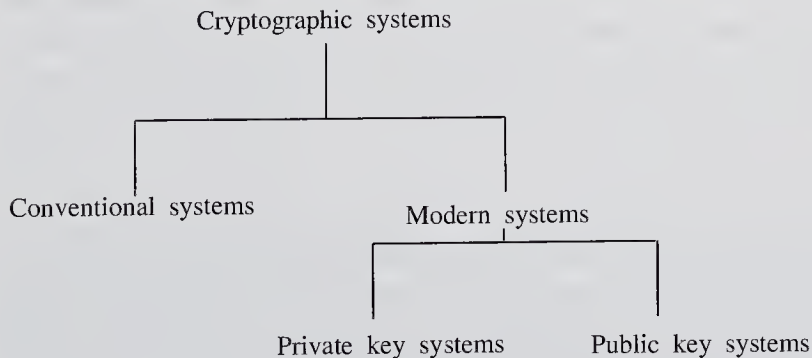 Cryptographic systems
Conventional systems
Modern systems
Private key systems
Public key systems